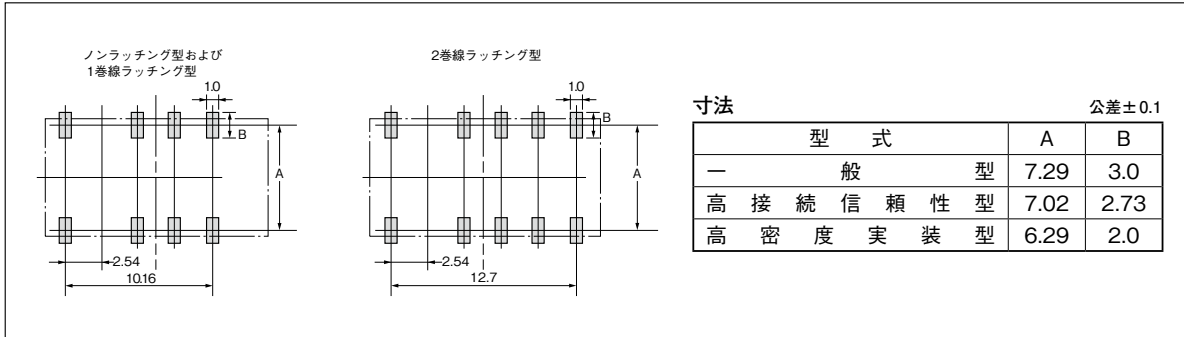 ノンラッチング型および
1巻線ラッチング型
1.0
B
A
2.54
10.16
2巻線ラッチング型
1.0
B
A
2.54
12.7
寸法 公差±0.1
型式 A B
一般型 7.29 3.0
高接続信頼性型 7.02 2.73
高密度実装型 6.29 2.0